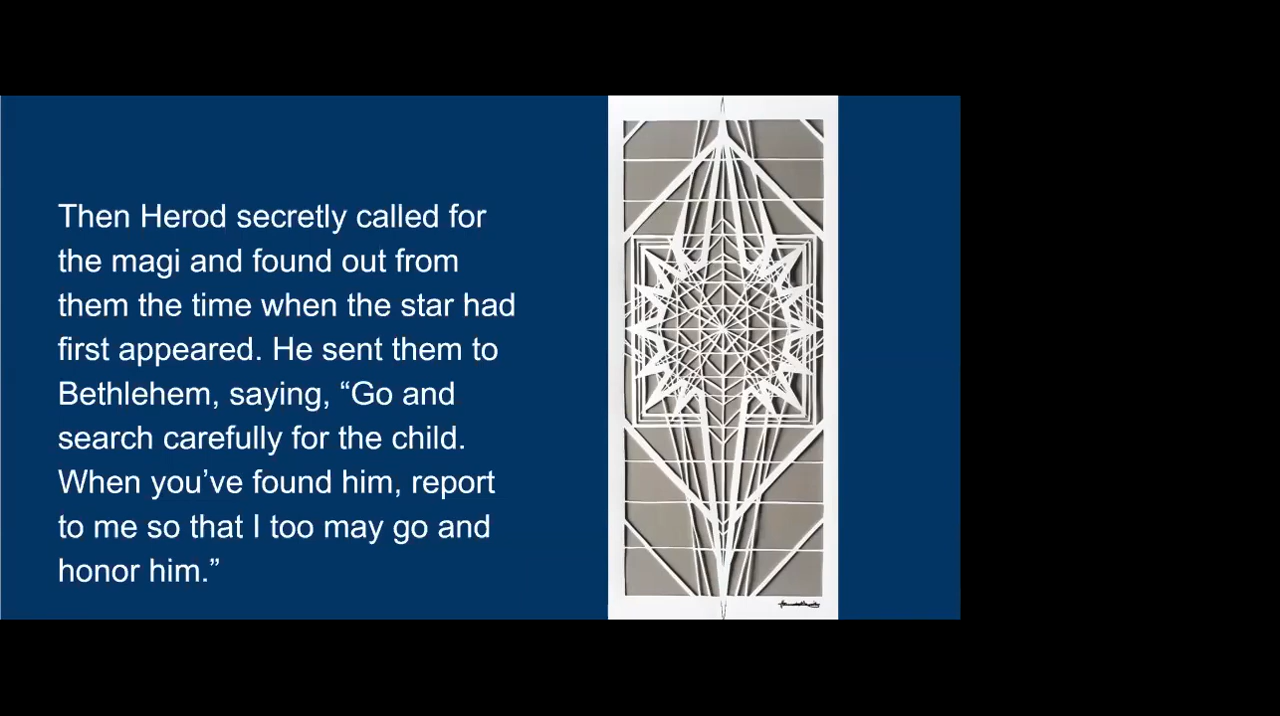 Then Herod secretly called for
the magi and found out from
them the time when the star had
first appeared. He sent them to
Bethlehem, saying, “Go and
search carefully for the child.
When you’ve found him, report
to me so that I too may go and
honor him.”